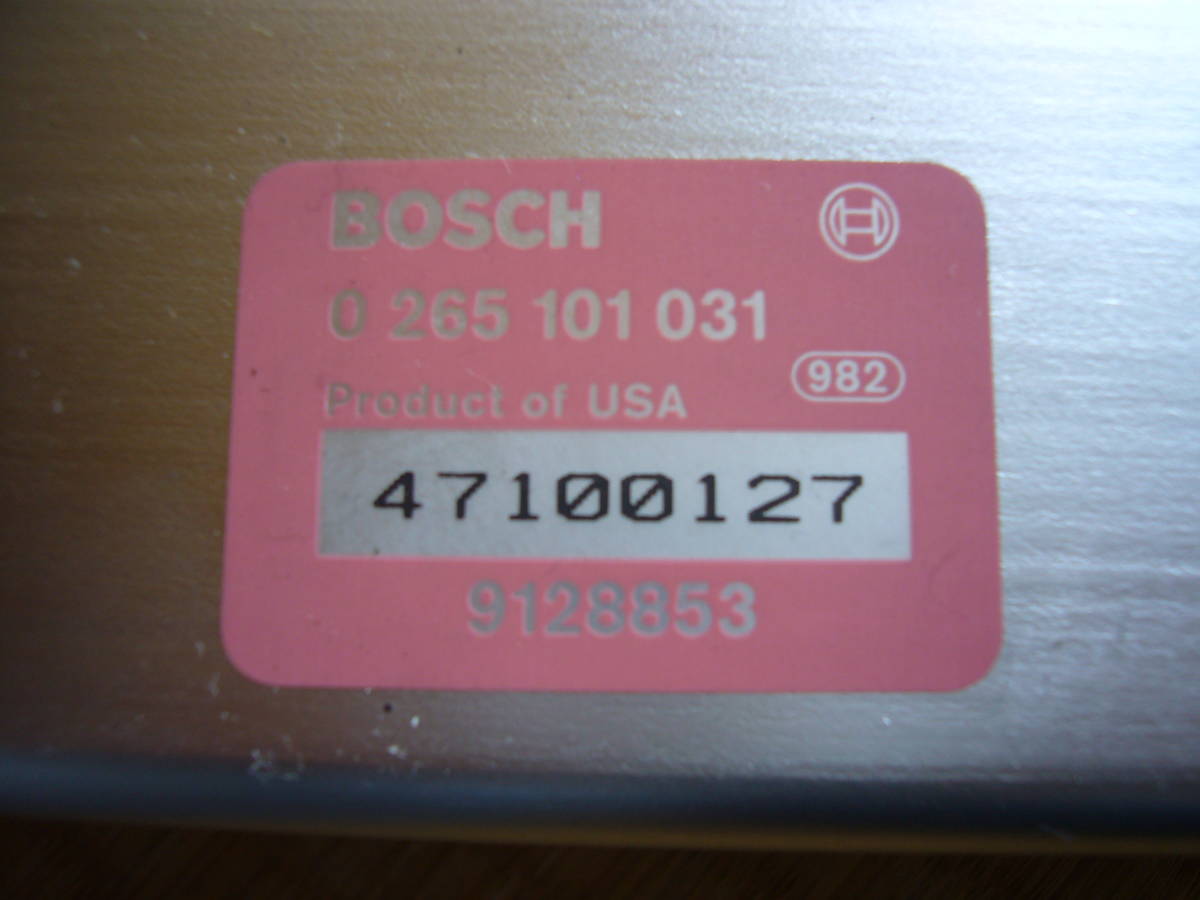 BOSCH
0 265 101 031
982
Product of USA
47100127
9128853